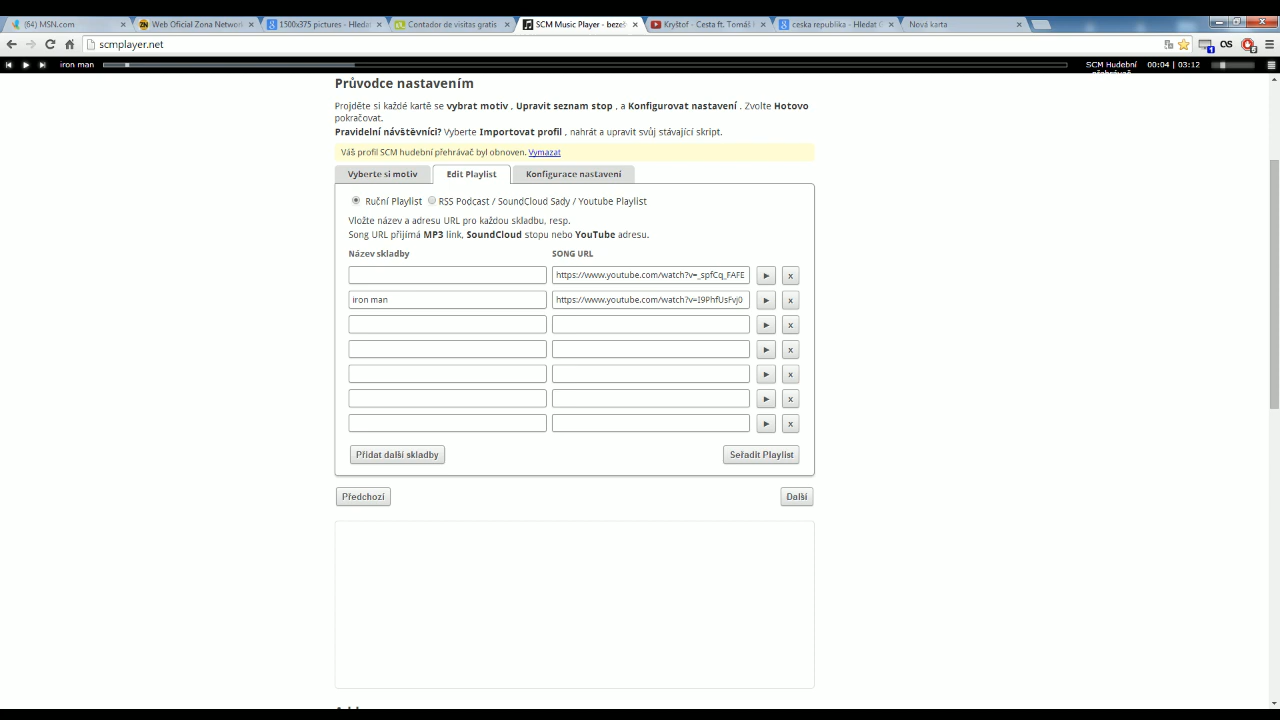 (64) MSN.com
Web Oficial Zona Network
1500x375 pictures - Hledat
Contador de visitas gratis
SCM Music Player - bezeš
Kryštof - Cesta ft. Tomáš
ceska republika - Hledat
Nová karta
scmplayer.net
iron man
SCM Hudební
přehrávač
00:04 | 03:12
Průvodce nastavením
Projděte si každé kartě se vybrat motiv , Upravit seznam stop , a Konfigurovat nastavení . Zvolte Hotovo
pokračovat.
Pravidelní návštěvníci? Vyberte Importovat profil , nahrát a upravit svůj stávající skript.
Váš profil SCM hudební přehrávač byl obnoven. Vymazat
Vyberte si motiv
Edit Playlist
Konfigurace nastavení
Ruční Playlist
RSS Podcast / SoundCloud Sady / Youtube Playlist
Vložte název a adresu URL pro každou skladbu, resp.
Song URL přijímá MP3 link, SoundCloud stopu nebo YouTube adresu.
Název skladby
SONG URL
https://www.youtube.com/watch?v=_spfCq_FAFE
x
iron man
https://www.youtube.com/watch?v=I9PhfUsFvj0
x
x
x
x
x
x
Přidat další skladby
Seřadit Playlist
Předchozí
Další